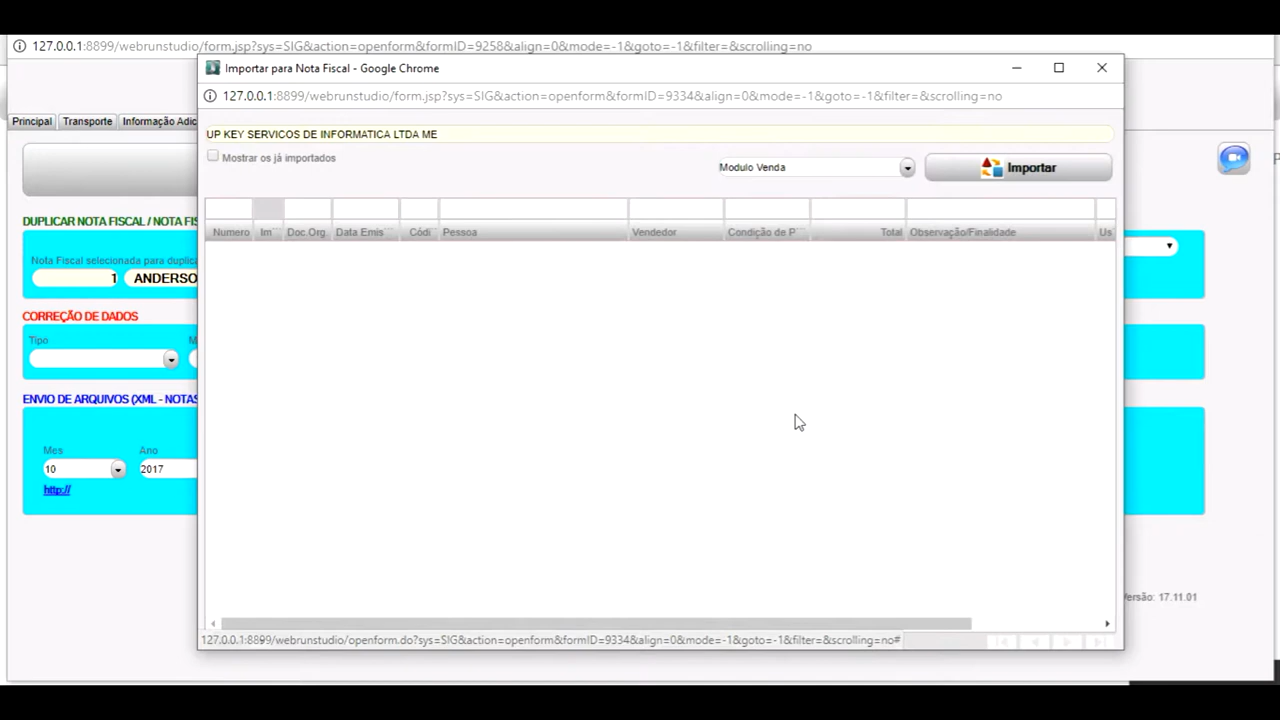 127.0.0.1:8899/webrunstudio/form.jsp?sys=SIG&action=openform&formID=9258&align=0&mode=-1&goto=-1&filter=&scrolling=no
Importar para Nota Fiscal - Google Chrome
127.0.0.1:8899/webrunstudio/form.jsp?sys=SIG&action=openform&formID=9334&align=0&mode=-1&goto=-1&filter=&scrolling=no
Principal Transporte Informação Adic
UP KEY SERVICOS DE INFORMATICA LTDA ME
Mostrar os já importados
Modulo Venda
Importar
Numero Im Doc.Org. Data Emis Códi Pessoa Vendedor Condição de P Total Observação/Finalidade Us
DUPLICAR NOTA FISCAL / NOTA FIS
Nota Fiscal selecionada para duplica
1 ANDERSO
CORREÇÃO DE DADOS
Tipo M
ENVIO DE ARQUIVOS (XML - NOTAS
Mes Ano
10 2017
http://
Versão: 17.11.01
127.0.0.1:8899/webrunstudio/openform.do?sys=SIG&action=openform&formID=9334&align=0&mode=-1&goto=-1&filter=&scrolling=no#